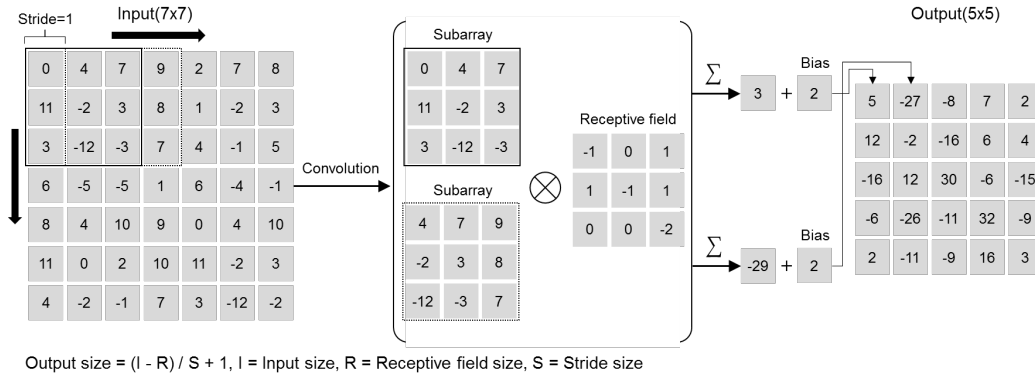 Stride=1
Input(7x7)
0 4 7 9 2 7 8
11 -2 3 8 1 -2 3
3 -12 -3 7 4 -1 5
6 -5 -5 1 6 -4 -1
8 4 10 9 0 4 10
11 0 2 10 11 -2 3
4 -2 -1 7 3 -12 -2
Convolution
Subarray
0 4 7
11 -2 3
3 -12 -3
Subarray
4 7 9
-2 3 8
-12 -3 7
Receptive field
-1 0 1
1 -1 1
0 0 -2
∑
3 + 2
Bias
∑
-29 + 2
Bias
Output(5x5)
5 -27 -8 7 2
12 -2 -16 6 4
-16 12 30 -6 -15
-6 -26 -11 32 -9
2 -11 -9 16 3
Output size = (I - R) / S + 1, I = Input size, R = Receptive field size, S = Stride size